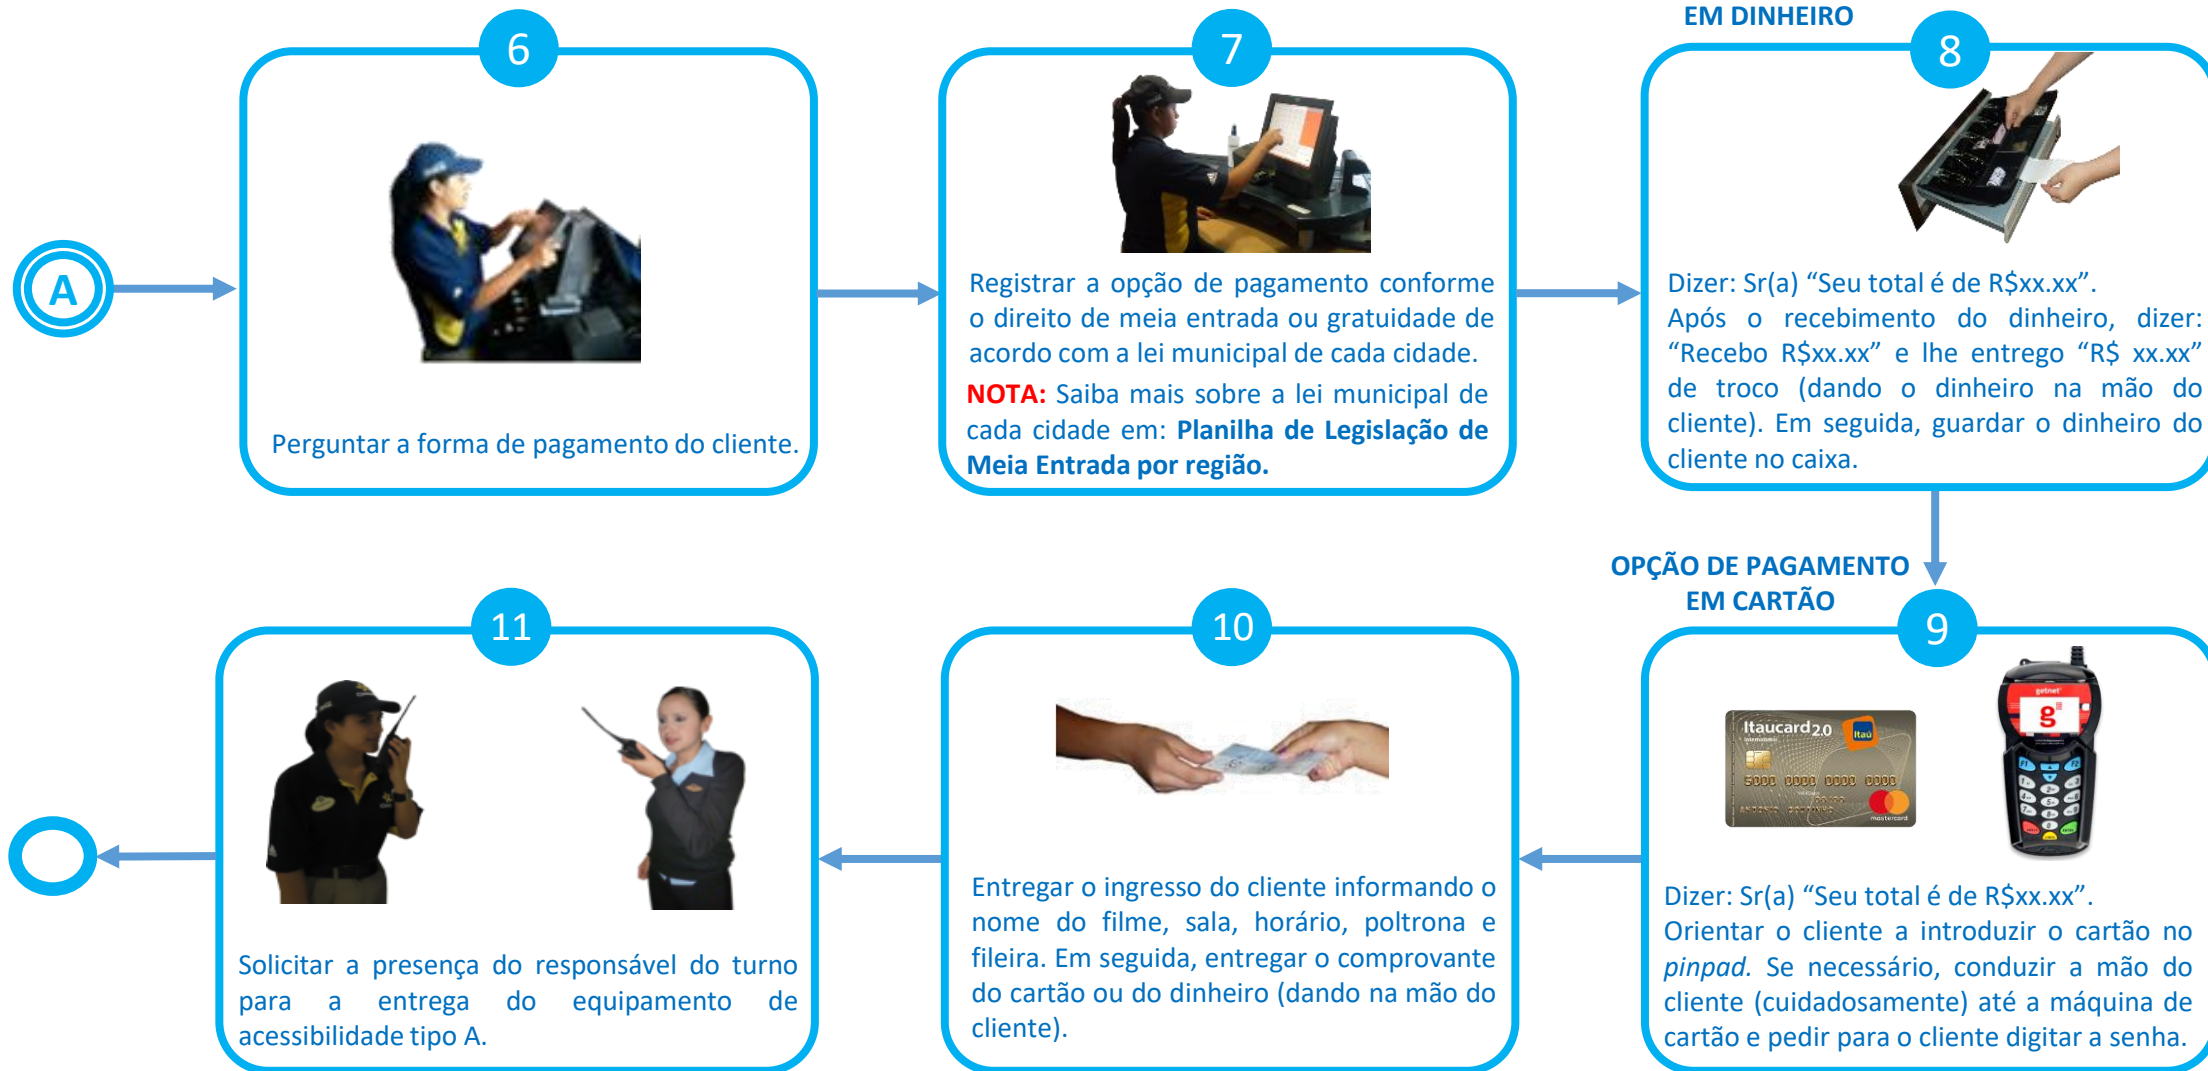 EM DINHEIRO
6
7
8
A
Perguntar a forma de pagamento do cliente.
Registrar a opção de pagamento conforme
o direito de meia entrada ou gratuidade de
acordo com a lei municipal de cada cidade.
NOTA: Saiba mais sobre a lei municipal de
cada cidade em: Planilha de Legislação de
Meia Entrada por região.
Dizer: Sr(a) “Seu total é de R$xx.xx”.
Após o recebimento do dinheiro, dizer:
“Recebo R$xx.xx” e lhe entrego “R$ xx.xx”
de troco (dando o dinheiro na mão do
cliente). Em seguida, guardar o dinheiro do
cliente no caixa.
OPÇÃO DE PAGAMENTO
EM CARTÃO
9
Itaucard 2.0
Itaú
mastercard
getnet
g
F1
F2
Dizer: Sr(a) “Seu total é de R$xx.xx”.
Orientar o cliente a introduzir o cartão no
pinpad. Se necessário, conduzir a mão do
cliente (cuidadosamente) até a máquina de
cartão e pedir para o cliente digitar a senha.
10
Entregar o ingresso do cliente informando o
nome do filme, sala, horário, poltrona e
fileira. Em seguida, entregar o comprovante
do cartão ou do dinheiro (dando na mão do
cliente).
11
Solicitar a presença do responsável do turno
para a entrega do equipamento de
acessibilidade tipo A.